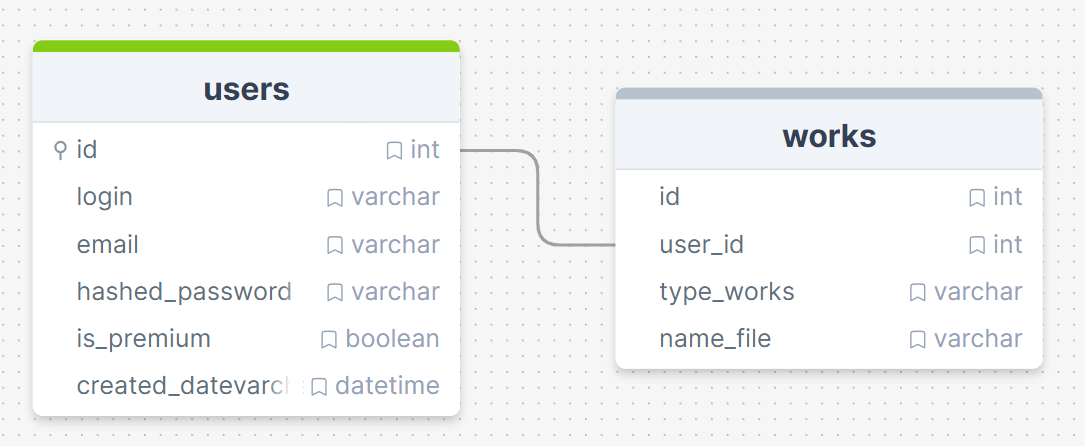 users
id int
login varchar
email varchar
hashed_password varchar
is_premium boolean
created_datevarch datetime
works
id int
user_id int
type_works varchar
name_file varchar